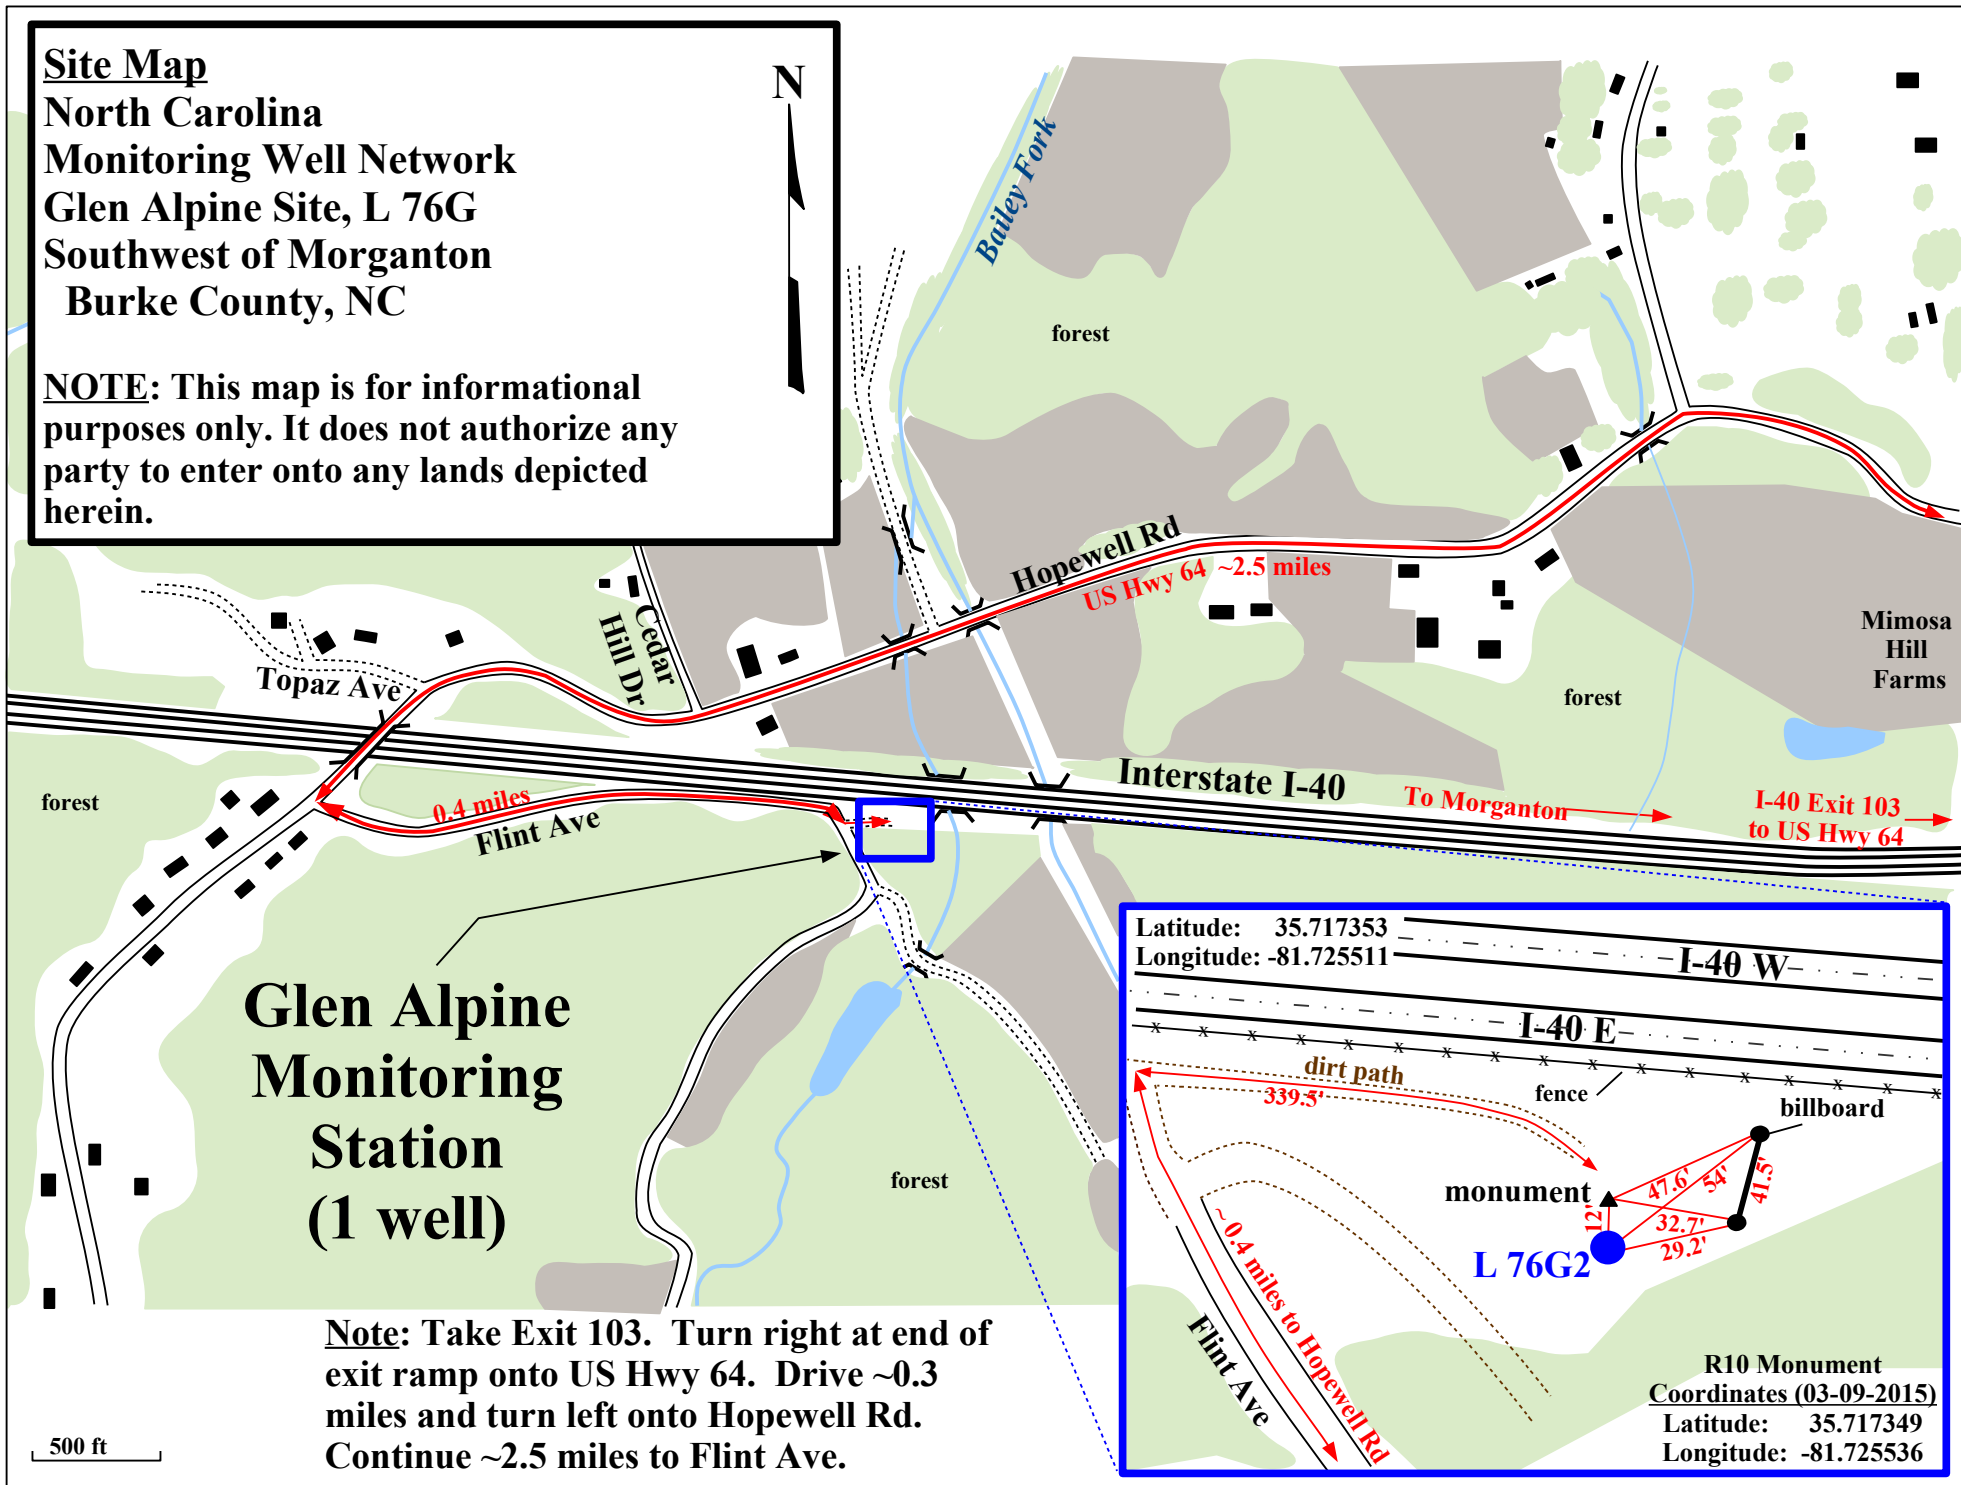 Site Map
North Carolina
Monitoring Well Network
Glen Alpine Site, L 76G
Southwest of Morganton
Burke County, NC
NOTE: This map is for informational
purposes only. It does not authorize any
party to enter onto any lands depicted
herein.
N
Bailey Fork
forest
Hopewell Rd
US Hwy 64 ~2.5 miles
Cedar
Hill Dr
Topaz Ave
Mimosa
Hill
Farms
forest
forest
0.4 miles
Flint Ave
Interstate I-40
To Morganton
I-40 Exit 103
to US Hwy 64
Glen Alpine
Monitoring
Station
(1 well)
forest
Note: Take Exit 103. Turn right at end of
exit ramp onto US Hwy 64. Drive ~0.3
miles and turn left onto Hopewell Rd.
Continue ~2.5 miles to Flint Ave.
500 ft
Latitude: 35.717353
Longitude: -81.725511
I-40 W
I-40 E
x x x x x x x x x x x x x x x x x
dirt path
339.5'
fence
billboard
monument
47.6'
54'
41.5'
12'
32.7'
29.2'
L 76G2
~ 0.4 miles to Hopewell Rd
Flint Ave
R10 Monument
Coordinates (03-09-2015)
Latitude: 35.717349
Longitude: -81.725536